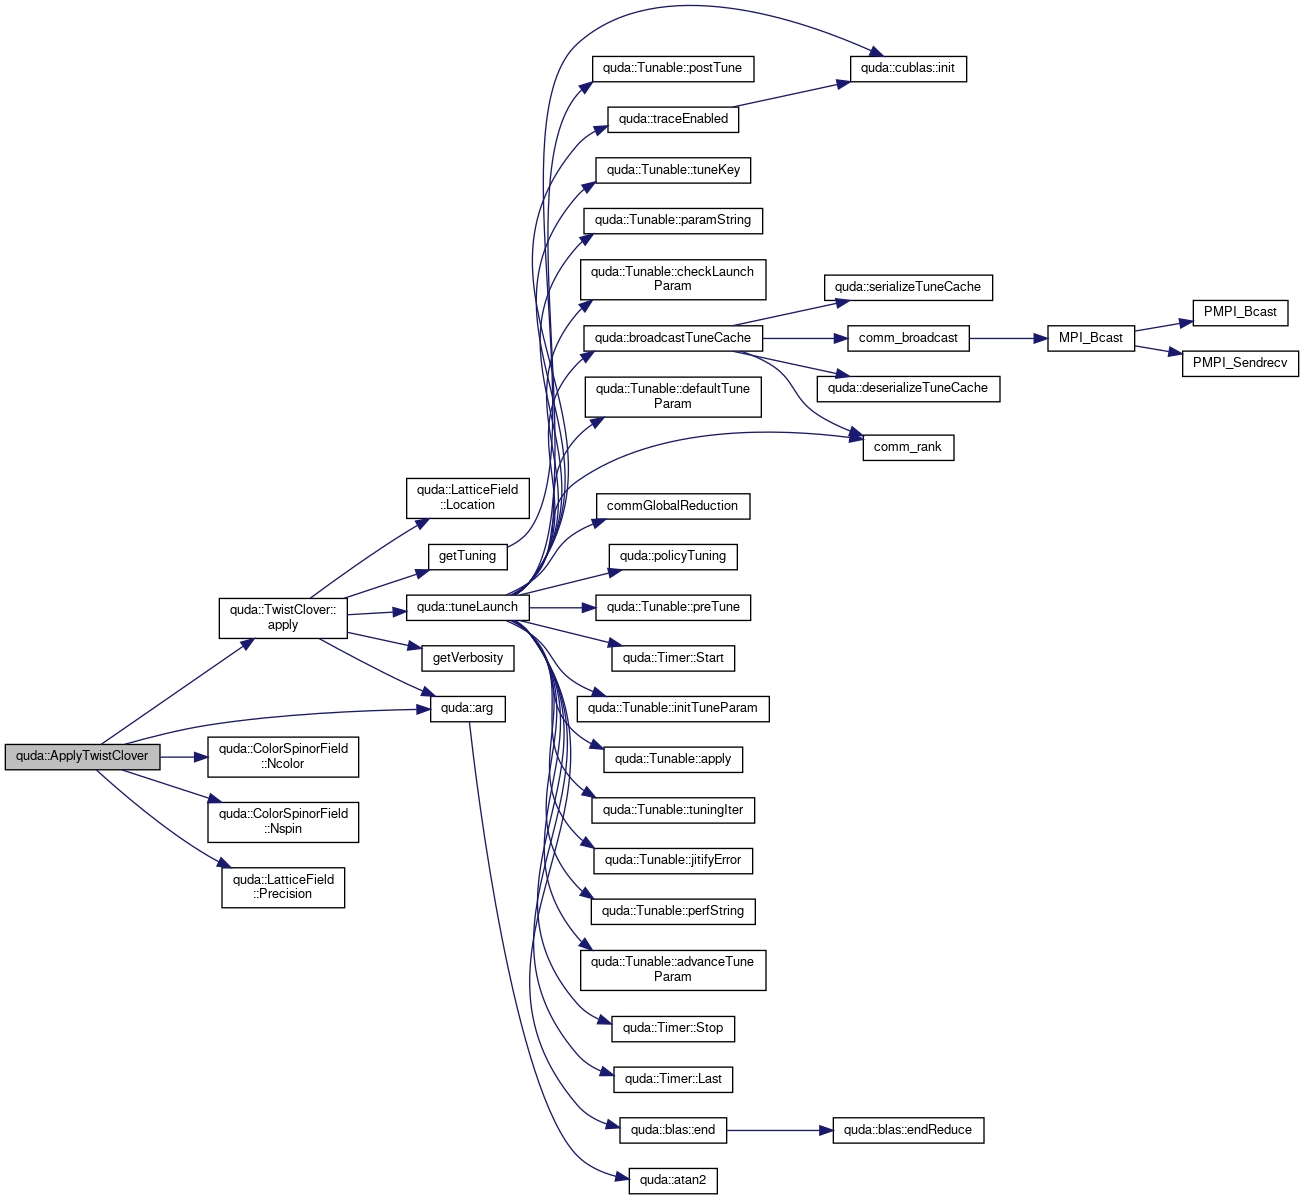 quda::ApplyTwistClover
quda::TwistClover::
apply
quda::ColorSpinorField
::Ncolor
quda::ColorSpinorField
::Nspin
quda::LatticeField
::Precision
quda::LatticeField
::Location
getTuning
quda::tuneLaunch
getVerbosity
quda::arg
quda::Tunable::postTune
quda::traceEnabled
quda::Tunable::tuneKey
quda::Tunable::paramString
quda::Tunable::checkLaunch
Param
quda::broadcastTuneCache
quda::Tunable::defaultTune
Param
commGlobalReduction
quda::policyTuning
quda::Tunable::preTune
quda::Timer::Start
quda::Tunable::initTuneParam
quda::Tunable::apply
quda::Tunable::tuningIter
quda::Tunable::jitifyError
quda::Tunable::perfString
quda::Tunable::advanceTune
Param
quda::Timer::Stop
quda::Timer::Last
quda::blas::end
quda::atan2
quda::cublas::init
quda::serializeTuneCache
comm_broadcast
quda::deserializeTuneCache
comm_rank
quda::blas::endReduce
MPI_Bcast
PMPI_Bcast
PMPI_Sendrecv